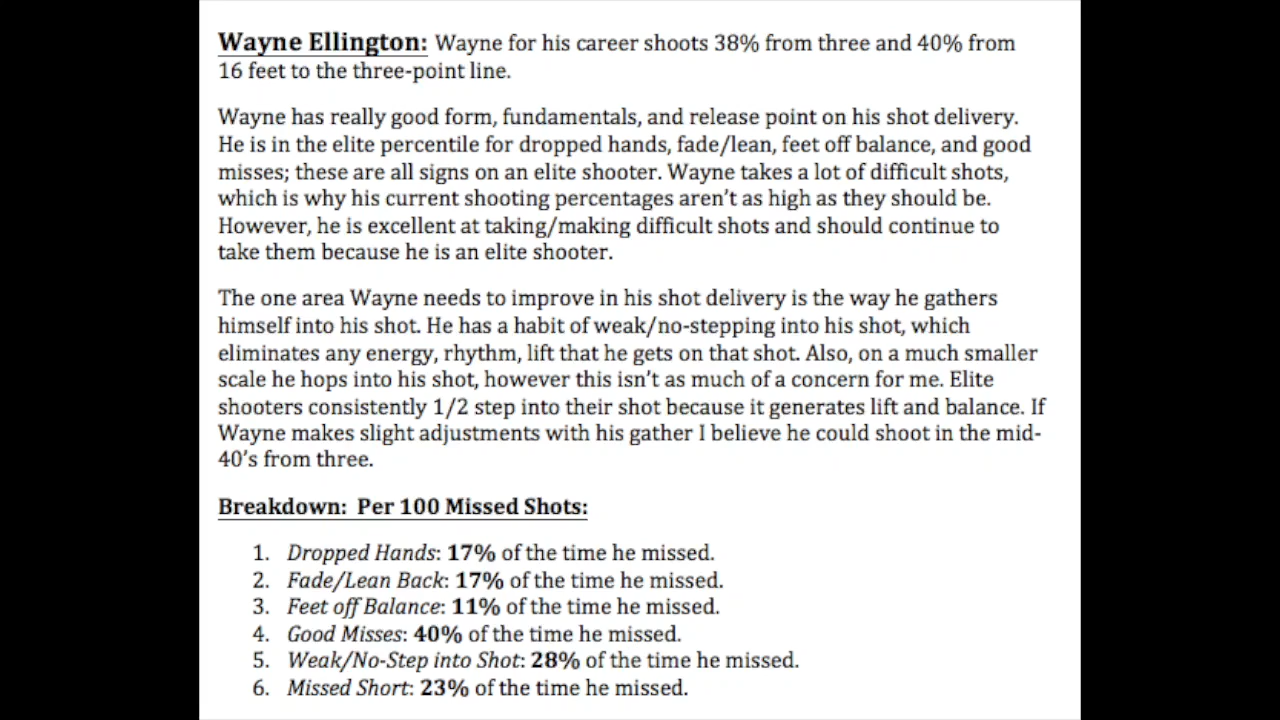 Wayne Ellington: Wayne for his career shoots 38% from three and 40% from
16 feet to the three-point line.
Wayne has really good form, fundamentals, and release point on his shot delivery.
He is in the elite percentile for dropped hands, fade/lean, feet off balance, and good
misses; these are all signs on an elite shooter. Wayne takes a lot of difficult shots,
which is why his current shooting percentages aren't as high as they should be.
However, he is excellent at taking/making difficult shots and should continue to
take them because he is an elite shooter.
The one area Wayne needs to improve in his shot delivery is the way he gathers
himself into his shot. He has a habit of weak/no-stepping into his shot, which
eliminates any energy, rhythm, lift that he gets on that shot. Also, on a much smaller
scale he hops into his shot, however this isn't as much of a concern for me. Elite
shooters consistently 1/2 step into their shot because it generates lift and balance. If
Wayne makes slight adjustments with his gather I believe he could shoot in the mid-
40's from three.
Breakdown: Per 100 Missed Shots:
1. Dropped Hands: 17% of the time he missed.
2. Fade/Lean Back: 17% of the time he missed.
3. Feet off Balance: 11% of the time he missed.
4. Good Misses: 40% of the time he missed.
5. Weak/No-Step into Shot: 28% of the time he missed.
6. Missed Short: 23% of the time he missed.